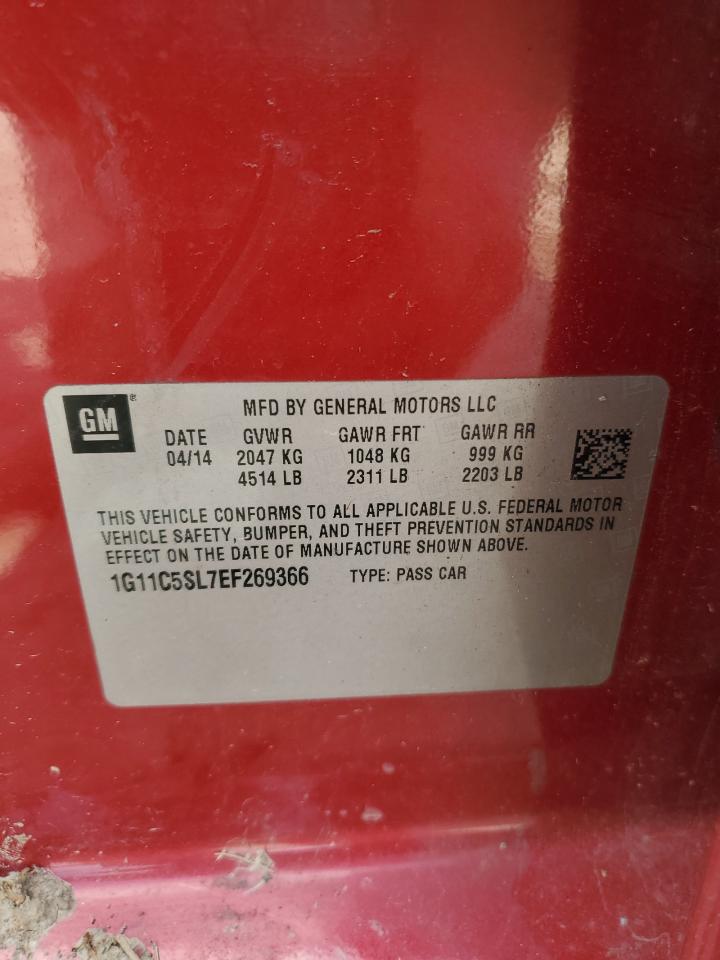 GM®
MFD BY GENERAL MOTORS LLC
DATE GVWR GAWR FRT GAWR RR
04/14 2047 KG 1048 KG 999 KG
4514 LB 2311 LB 2203 LB
THIS VEHICLE CONFORMS TO ALL APPLICABLE U.S. FEDERAL MOTOR
VEHICLE SAFETY, BUMPER, AND THEFT PREVENTION STANDARDS IN
EFFECT ON THE DATE OF MANUFACTURE SHOWN ABOVE.
1G11C5SL7EF269366 TYPE: PASS CAR